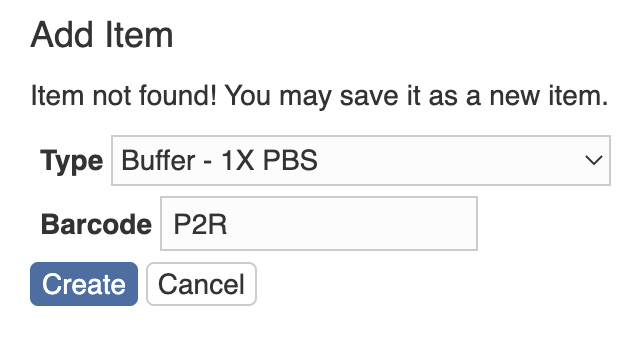 Add Item
Item not found! You may save it as a new item.
Type Buffer - 1X PBS
Barcode P2R
Create Cancel